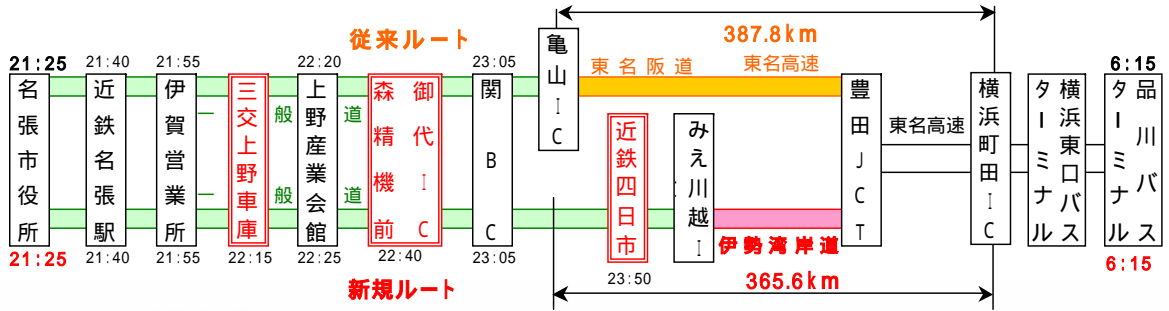 387.8km
従来ルート
21:25
21:40
21:55
22:20
23:05
6:15
東名阪道
東名高速
名張市役所
近鉄名張駅
伊賀営業所
一般道
三交上野車庫
上野産業会館
御代IC
森精機前
関BC
亀山IC
近鉄四日市
みえ川越I
豊田JCT
東名高速
横浜町田IC
横浜東口バス
ターミナル
品川バス
ターミナル
一般道
伊勢湾岸道
21:25
21:40
21:55
22:15
22:25
22:40
23:05
23:50
6:15
新規ルート
365.6km